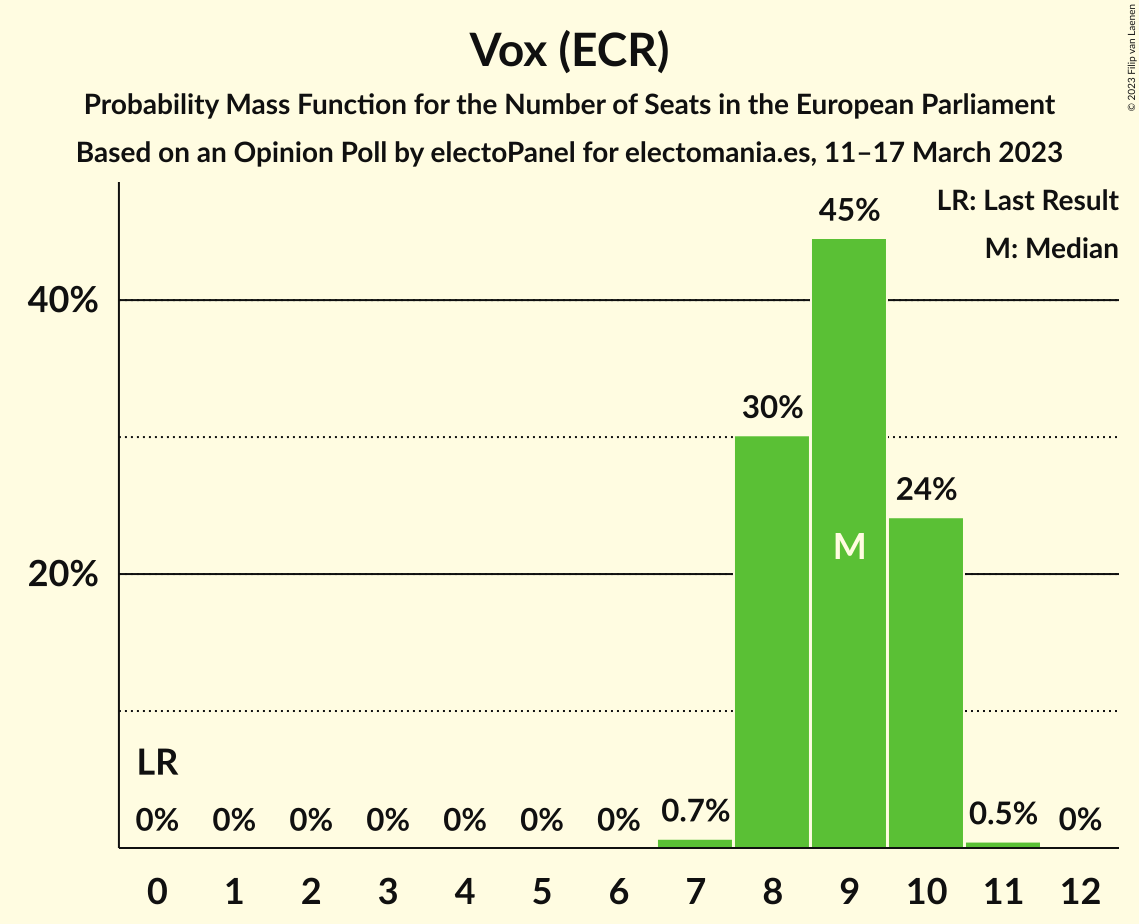 Vox (ECR)
Probability Mass Function for the Number of Seats in the European Parliament
Based on an Opinion Poll by electoPanel for electomania.es, 11–17 March 2023
© 2023 Filip van Laenen
LR: Last Result
M: Median
45%
40%
30%
24%
M
20%
LR
0% 0% 0% 0% 0% 0% 0% 0.7% 0.5% 0%
0 1 2 3 4 5 6 7 8 9 10 11 12